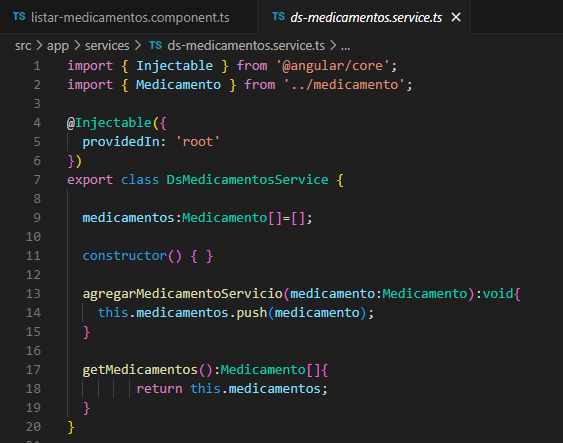 TS listar-medicamentos.component.ts TS ds-medicamentos.service.ts ×
src > app > services > TS ds-medicamentos.service.ts > ...
1 import { Injectable } from '@angular/core';
2 import { Medicamento } from '../medicamento';
3
4 @Injectable({
5   providedIn: 'root'
6 })
7 export class DsMedicamentosService {
8
9   medicamentos:Medicamento[]=[];
10
11   constructor() { }
12
13   agregarMedicamentoServicio(medicamento:Medicamento):void{
14     this.medicamentos.push(medicamento);
15   }
16
17   getMedicamentos():Medicamento[]{
18         return this.medicamentos;
19   }
20 }